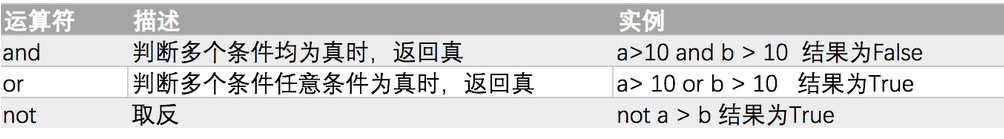 运算符 描述 实例
and 判断多个条件均为真时，返回真 a>10 and b > 10 结果为False
or 判断多个条件任意条件为真时，返回真 a> 10 or b > 10 结果为True
not 取反 not a > b 结果为True